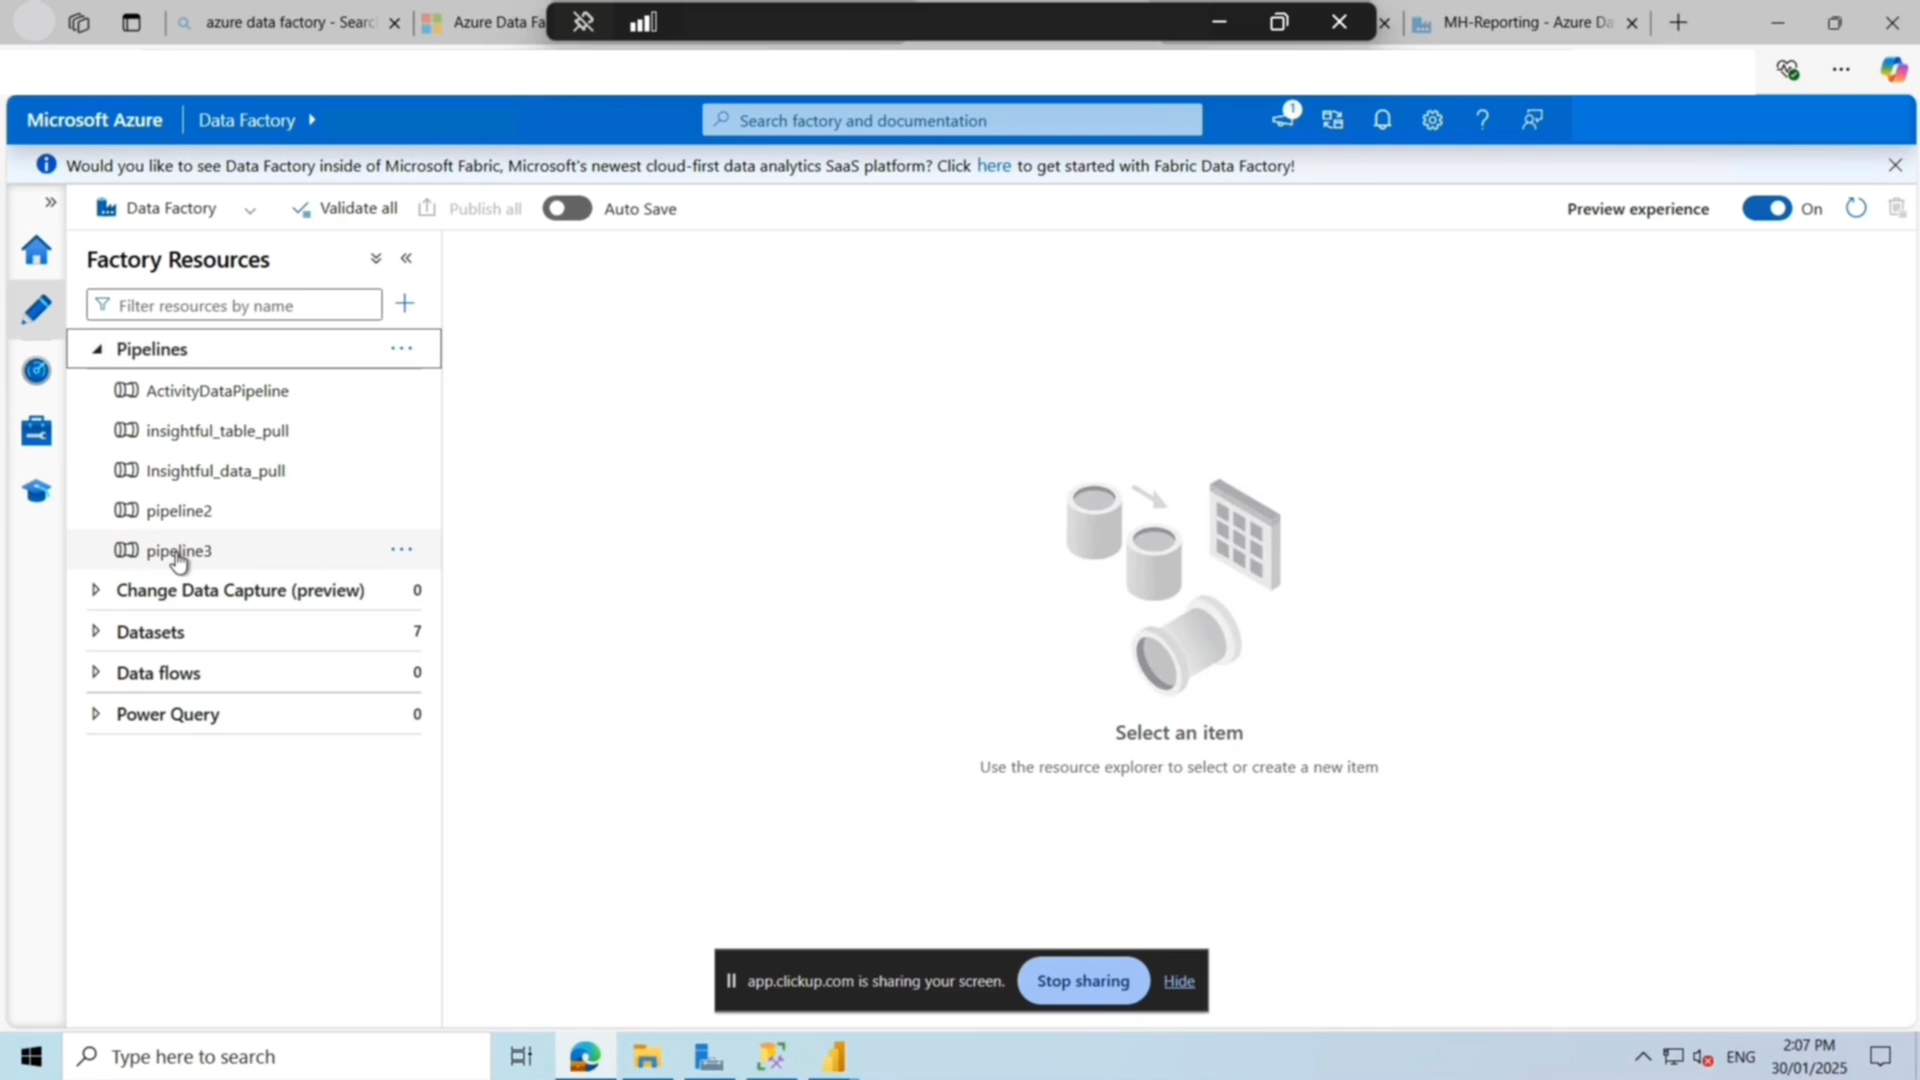 azure data factory - Searc
Azure Data Fa
MH-Reporting - Azure Da
Microsoft Azure
Data Factory
Search factory and documentation
1
Would you like to see Data Factory inside of Microsoft Fabric, Microsoft's newest cloud-first data analytics SaaS platform? Click here to get started with Fabric Data Factory!
Data Factory
Validate all
Publish all
Auto Save
Preview experience
On
Factory Resources
Filter resources by name
Pipelines
ActivityDataPipeline
insightful_table_pull
Insightful_data_pull
pipeline2
pipeline3
Change Data Capture (preview) 0
Datasets 7
Data flows 0
Power Query 0
Select an item
Use the resource explorer to select or create a new item
app.clickup.com is sharing your screen.
Stop sharing
Hide
Type here to search
ENG
2:07 PM
30/01/2025